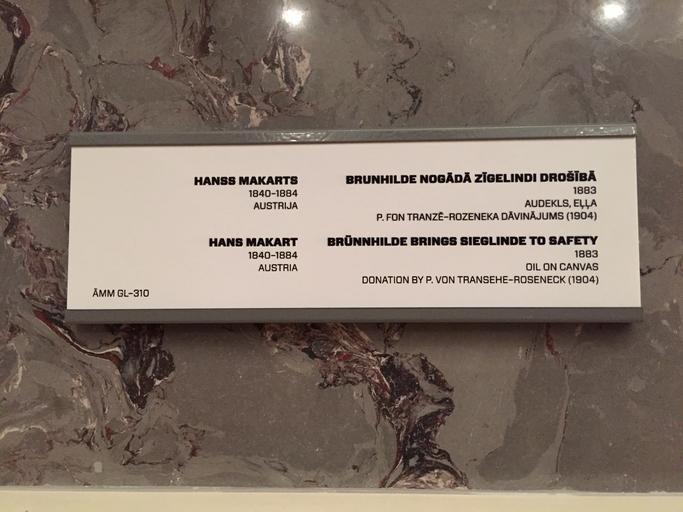 HANSS MAKARTS
1840–1884
AUSTRIJA
BRUNHILDE NOGĀDĀ ZĪGELINDI DROŠĪBĀ
1883
AUDEKLS, EĻĻA
P. FON TRANZĒ–ROZENEKA DĀVINĀJUMS (1904)
HANS MAKART
1840–1884
AUSTRIA
BRÜNNHILDE BRINGS SIEGLINDE TO SAFETY
1883
OIL ON CANVAS
DONATION BY P. VON TRANSEHE–ROSENECK (1904)
ĀMM GL–310